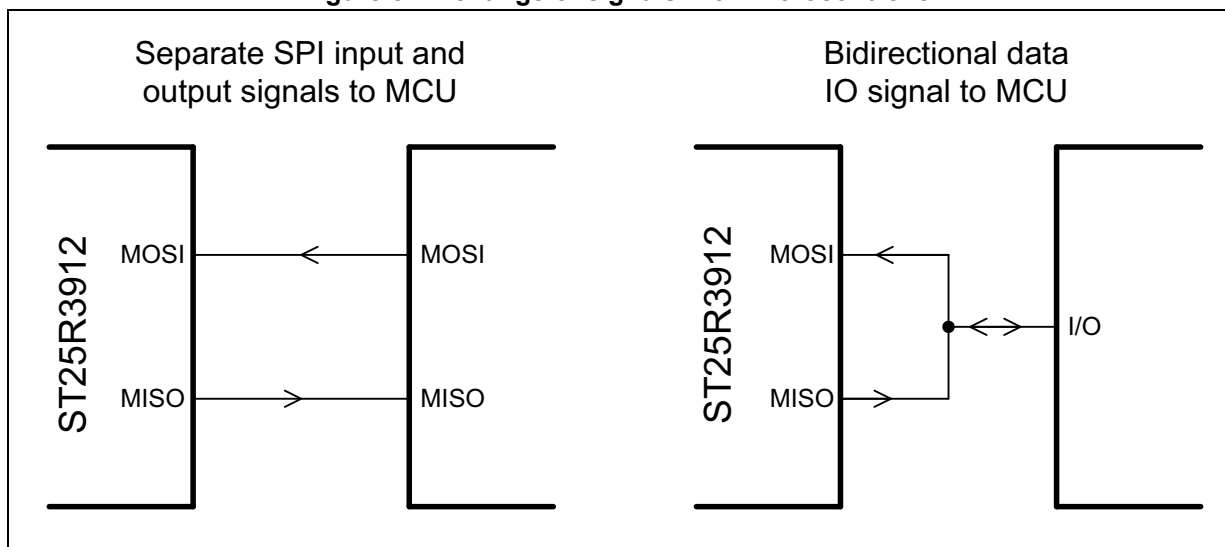 Separate SPI input and
output signals to MCU
Bidirectional data
IO signal to MCU
ST25R3912
MOSI
MISO
MOSI
MISO
ST25R3912
MOSI
MISO
I/O